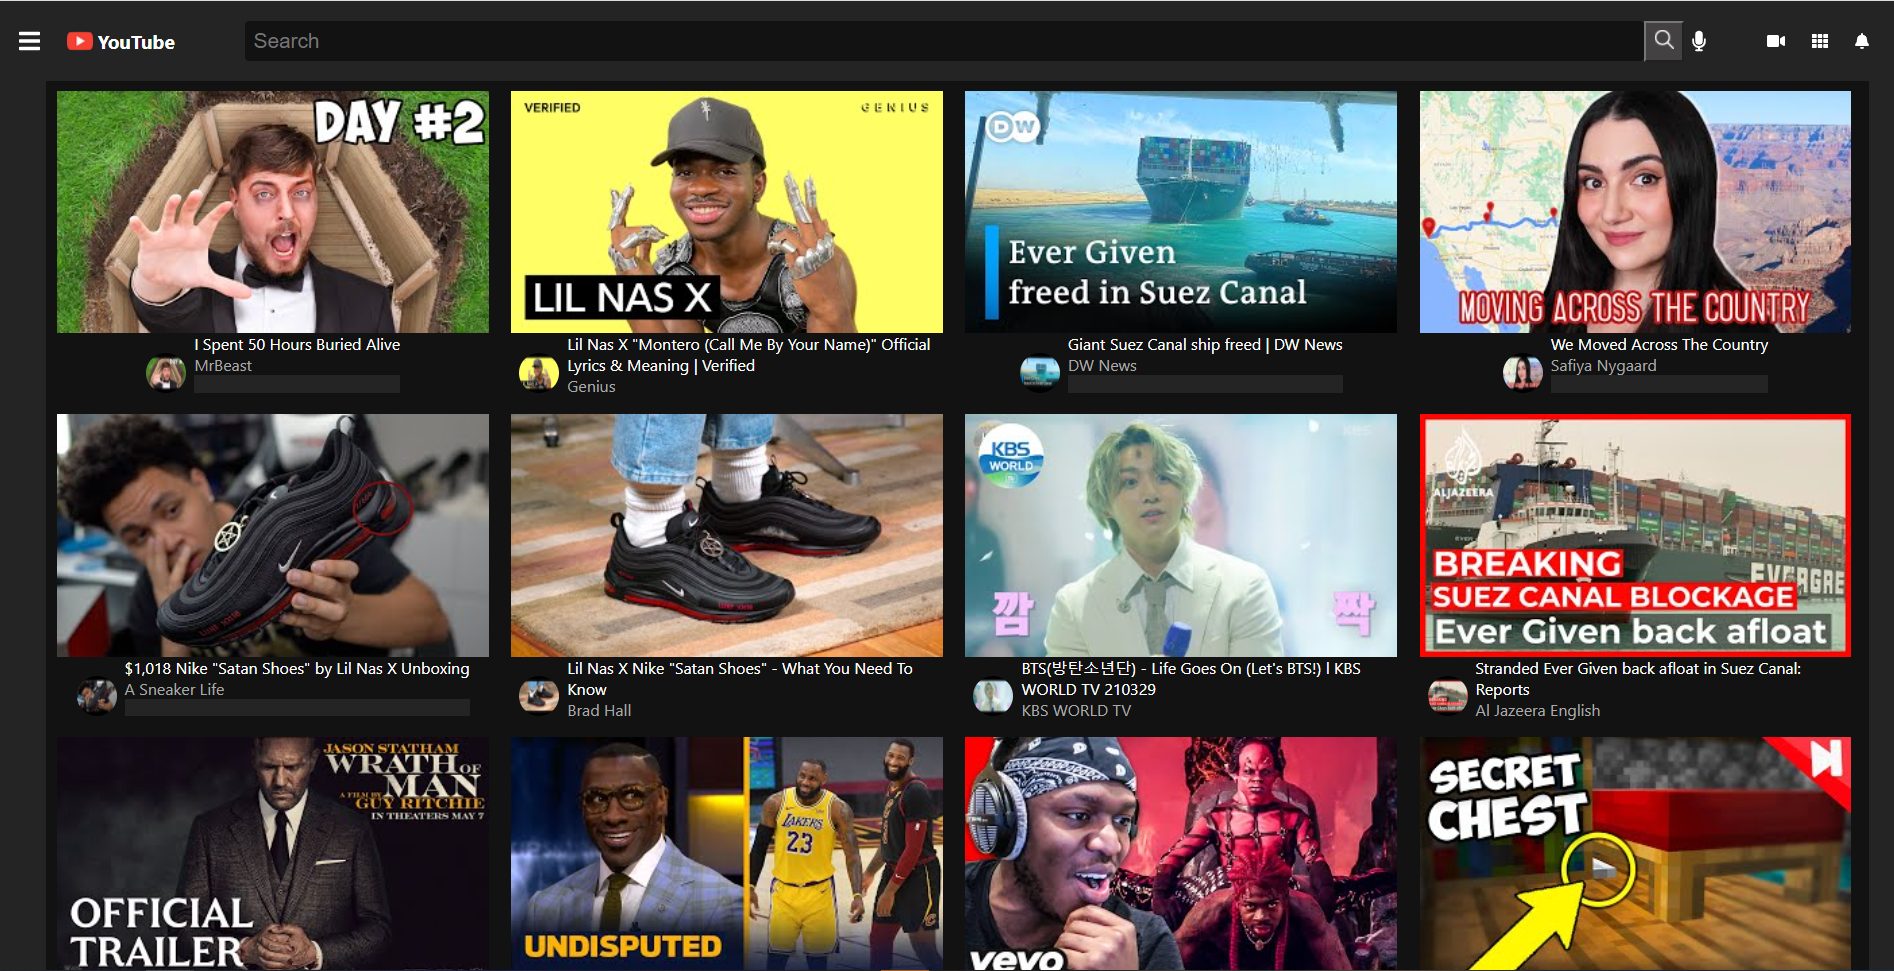 YouTube
Search
DAY #2
VERIFIED
GENIUS
LIL NAS X
DW
Ever Given
freed in Suez Canal
MOVING ACROSS THE COUNTRY
I Spent 50 Hours Buried Alive
MrBeast
Lil Nas X "Montero (Call Me By Your Name)" Official
Lyrics & Meaning | Verified
Genius
Giant Suez Canal ship freed | DW News
DW News
We Moved Across The Country
Safiya Nygaard
KBS
WORLD
깜 짝
ALJAZEERA
BREAKING
SUEZ CANAL BLOCKAGE
Ever Given back afloat
EVERGRE
$1,018 Nike "Satan Shoes" by Lil Nas X Unboxing
A Sneaker Life
Lil Nas X Nike "Satan Shoes" - What You Need To
Know
Brad Hall
BTS(방탄소년단) - Life Goes On (Let's BTS!) l KBS
WORLD TV 210329
KBS WORLD TV
Stranded Ever Given back afloat in Suez Canal:
Reports
Al Jazeera English
JASON STATHAM
WRATH OF
MAN
A FILM BY
GUY RITCHIE
IN THEATERS MAY 7
OFFICIAL
TRAILER
LAKERS
23
UNDISPUTED
vevo
SECRET
CHEST